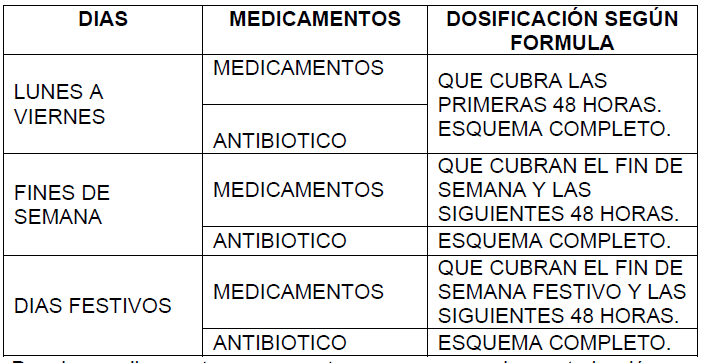 DIAS MEDICAMENTOS DOSIFICACIÓN SEGÚN
FORMULA
LUNES A
VIERNES
MEDICAMENTOS
ANTIBIOTICO
QUE CUBRA LAS
PRIMERAS 48 HORAS.
ESQUEMA COMPLETO.
FINES DE
SEMANA
MEDICAMENTOS
QUE CUBRAN EL FIN DE
SEMANA Y LAS
SIGUIENTES 48 HORAS.
ANTIBIOTICO
ESQUEMA COMPLETO.
DIAS FESTIVOS
MEDICAMENTOS
QUE CUBRAN EL FIN DE
SEMANA FESTIVO Y LAS
SIGUIENTES 48 HORAS.
ANTIBIOTICO
ESQUEMA COMPLETO.